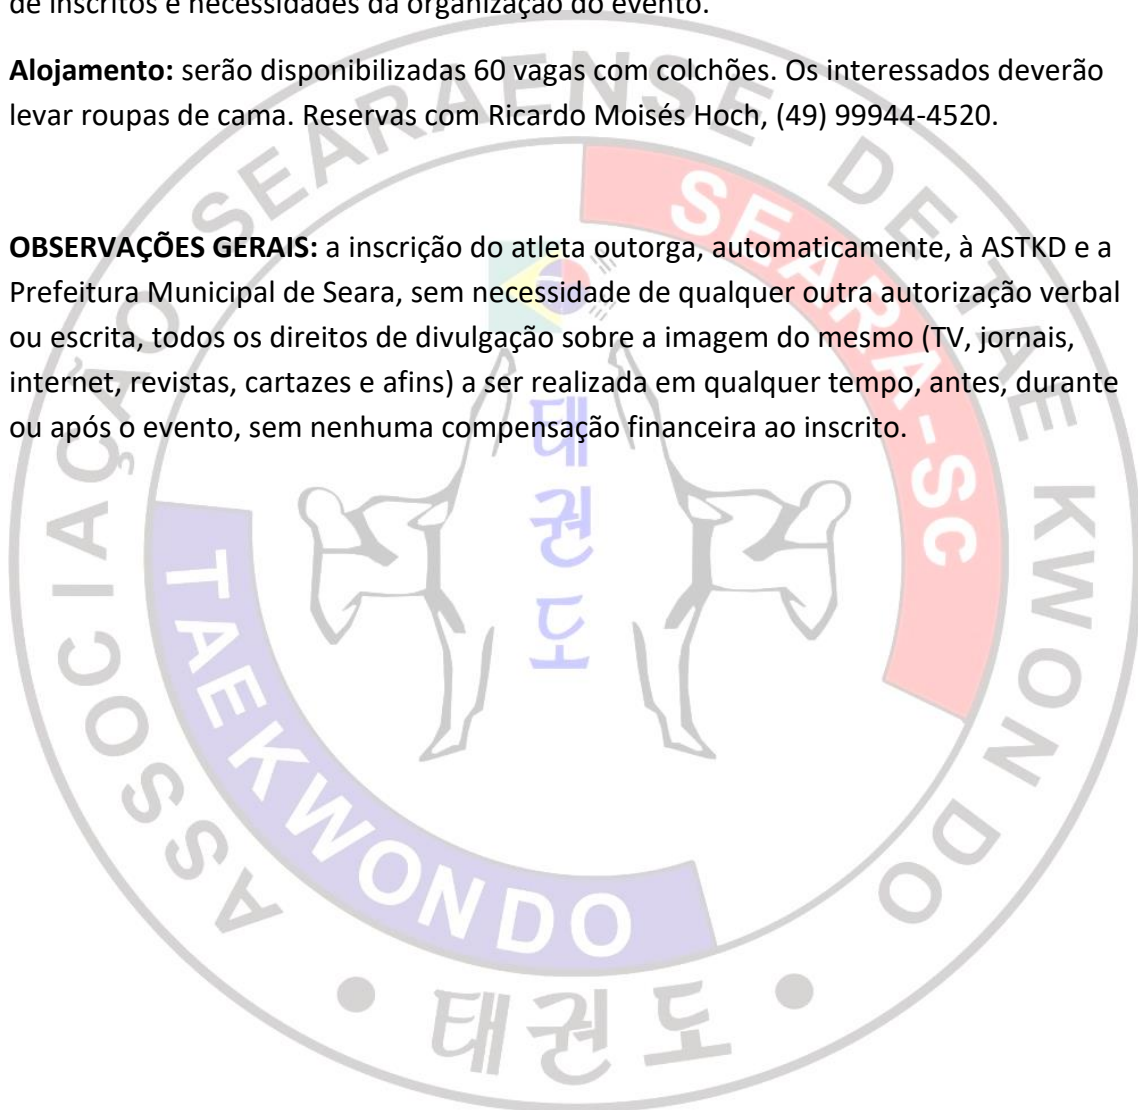 de inscritos e necessidades da organização do evento.
Alojamento: serão disponibilizadas 60 vagas com colchões. Os interessados deverão
levar roupas de cama. Reservas com Ricardo Moisés Hoch, (49) 99944-4520.
OBSERVAÇÕES GERAIS: a inscrição do atleta outorga, automaticamente, à ASTKD e a
Prefeitura Municipal de Seara, sem necessidade de qualquer outra autorização verbal
ou escrita, todos os direitos de divulgação sobre a imagem do mesmo (TV, jornais,
internet, revistas, cartazes e afins) a ser realizada em qualquer tempo, antes, durante
ou após o evento, sem nenhuma compensação financeira ao inscrito.
ASSOCIAÇÃO SEARAENSE DE TAE KWON DO
SEARA-SC
태권도
TAEKWONDO
태권도